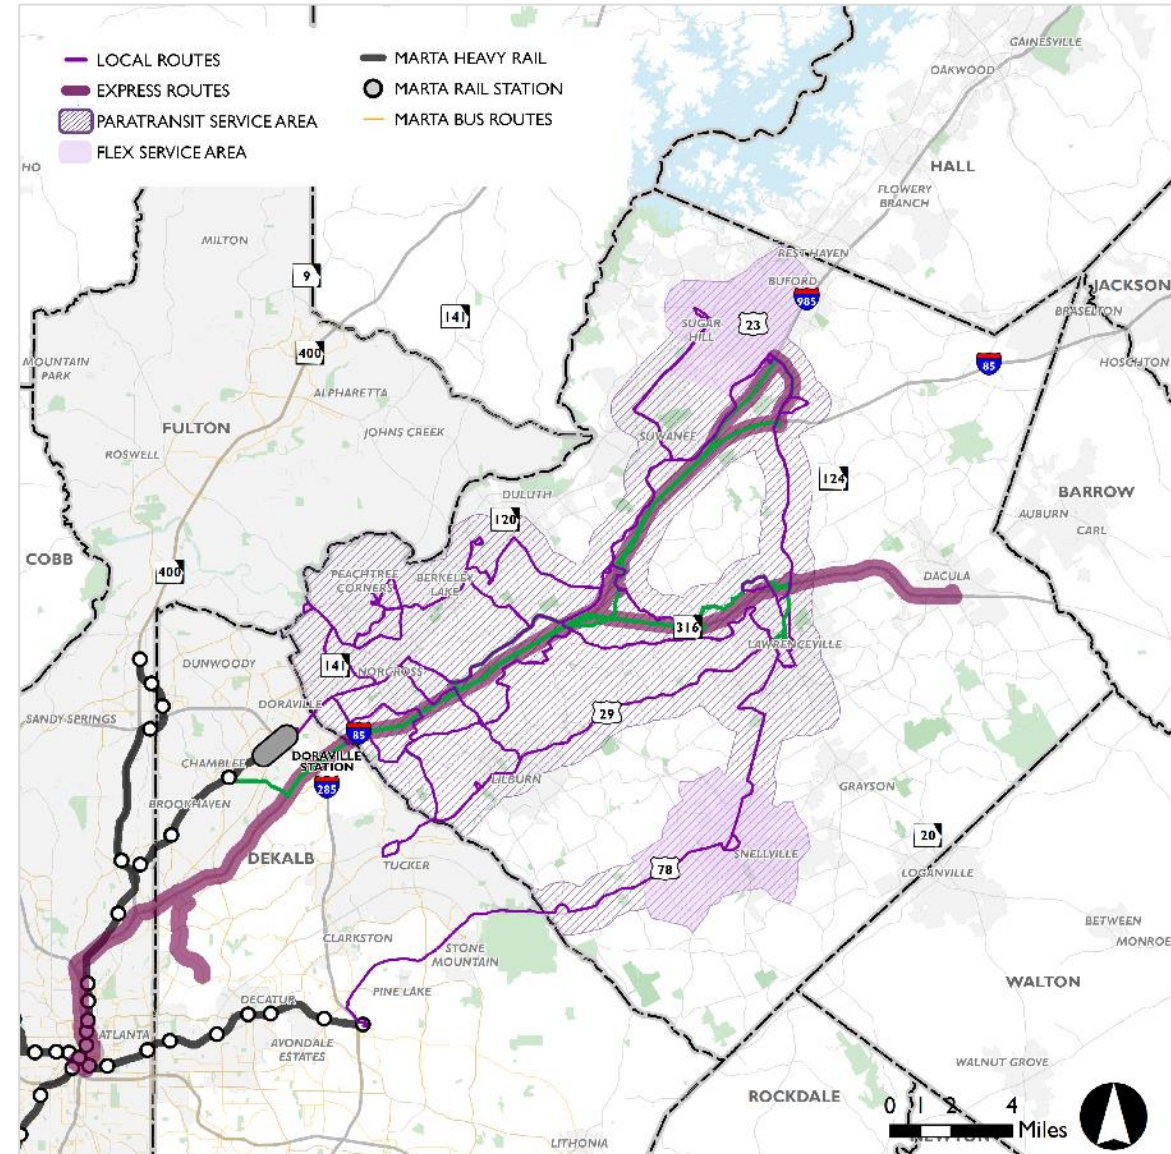 LOCAL ROUTES
EXPRESS ROUTES
PARATRANSIT SERVICE AREA
FLEX SERVICE AREA
MARTA HEAVY RAIL
MARTA RAIL STATION
MARTA BUS ROUTES
GAINESVILLE
OAKWOOD
HO
HALL
FLOWERY
BRANCH
MILTON
REST HAVEN
9
BUFORD
985
JACKSON
BRASELTON
141
SUGAR
HILL
23
400
MOUNTAIN
PARK
85
HOSCHTON
ALPHARETTA
FULTON
JOHNS CREEK
SUWANEE
ROSWELL
124
DULUTH
BARROW
120
AUBURN
CARL
COBB
400
PEACHTREE
CORNERS
BERKELEY
LAKE
DACULA
316
LAWRENCEVILLE
DUNWOODY
141
NORCROSS
DORAVILLE
SANDY SPRINGS
29
85
DORAVILLE
STATION
CHAMBLEE
285
LILBURN
GRAYSON
BROOKHAVEN
20
DEKALB
TUCKER
SNELLVILLE
78
LOGANVILLE
BETWEEN
CLARKSTON
MONROE
STONE
MOUNTAIN
WALTON
PINE LAKE
DECATUR
ATLANTA
AVONDALE
ESTATES
WALNUT GROVE
ROCKDALE
0 1 2 4
Miles
NEWTON
LITHONIA